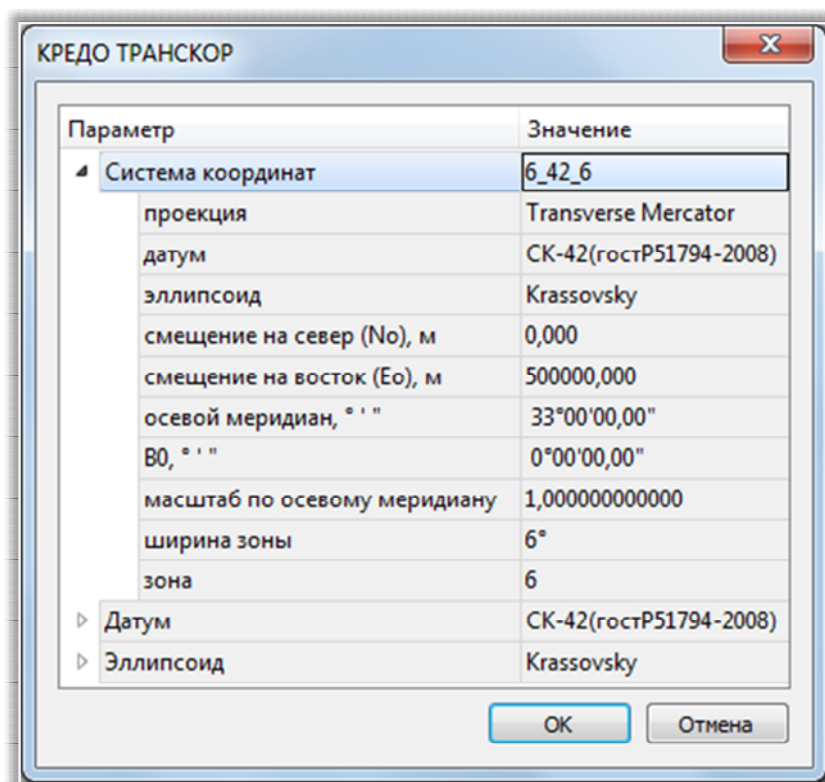 КРЕДО ТРАНСКОР
Параметр Значение
Система координат 6_42_6
проекция Transverse Mercator
датум СК-42(гостР51794-2008)
эллипсоид Krassovsky
смещение на север (No), м 0,000
смещение на восток (Eo), м 500000,000
осевой меридиан, ° ' " 33°00'00,00"
B0, ° ' " 0°00'00,00"
масштаб по осевому меридиану 1,000000000000
ширина зоны 6°
зона 6
Датум СК-42(гостР51794-2008)
Эллипсоид Krassovsky
ОК Отмена